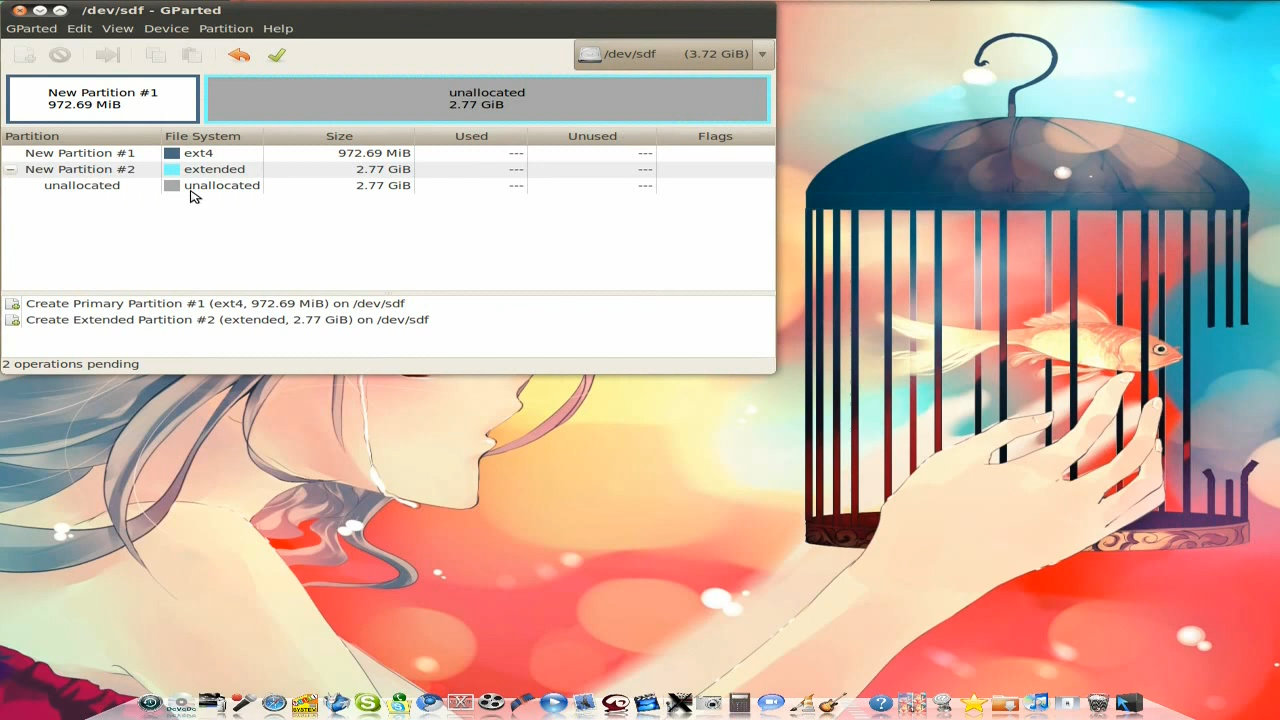 /dev/sdf - GParted
GParted Edit View Device Partition Help
/dev/sdf (3.72 GiB)
New Partition #1
972.69 MiB
unallocated
2.77 GiB
Partition File System Size Used Unused Flags
New Partition #1 ext4 972.69 MiB --- ---
New Partition #2 extended 2.77 GiB --- ---
unallocated unallocated 2.77 GiB --- ---
Create Primary Partition #1 (ext4, 972.69 MiB) on /dev/sdf
Create Extended Partition #2 (extended, 2.77 GiB) on /dev/sdf
2 operations pending